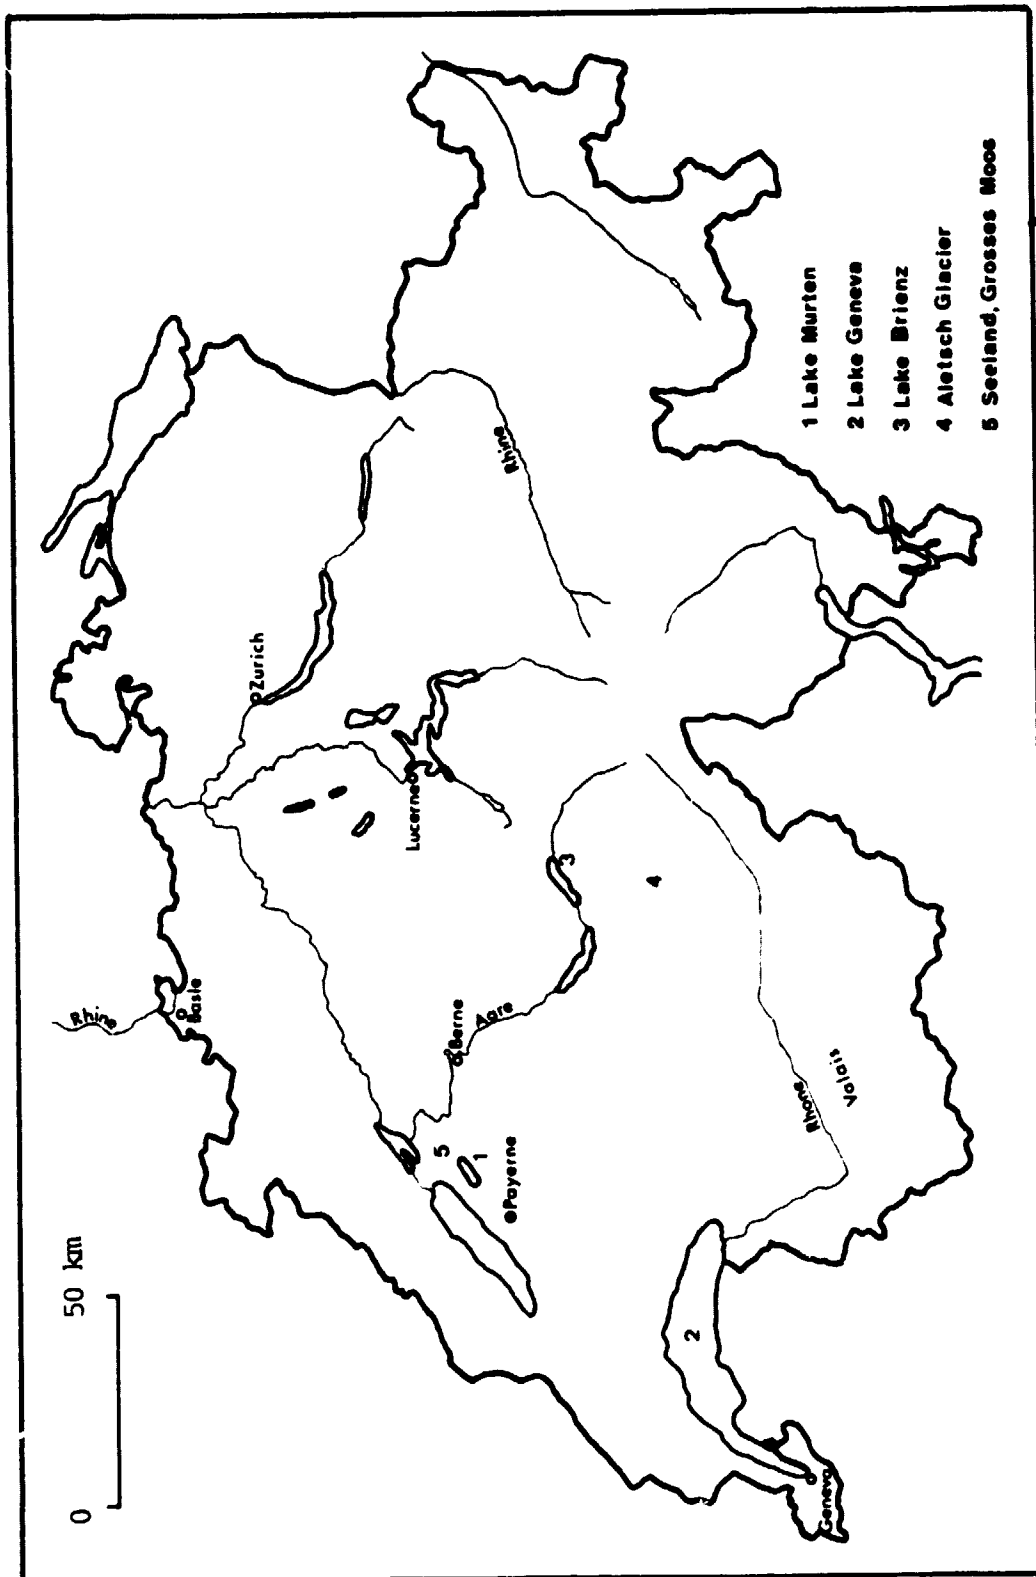 0 50 km
Rhine
Basle
Zurich
Lucerne
Rhine
Berne
Aare
Payerne
Rhone
Valais
Geneva
1
2
3
4
5
1 Lake Murten
2 Lake Geneva
3 Lake Brienz
4 Aletsch Glacier
5 Seeland, Grosses Moos